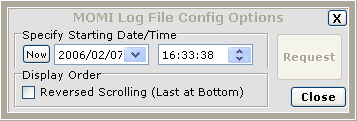 MOMI Log File Config Options
X
Specify Starting Date/Time
Now 2006/02/07 16:33:38
Request
Display Order
Reversed Scrolling (Last at Bottom)
Close